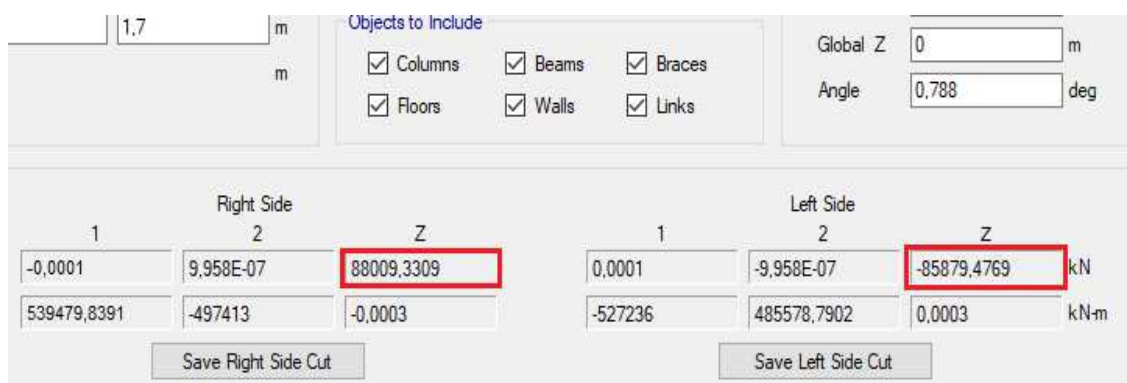 1,7 m
m
Objects to Include
Columns Beams Braces
Floors Walls Links
Global Z 0 m
Angle 0,788 deg
Right Side
1 2 Z
-0,0001 9,958E-07 88009,3309
539479,8391 -497413 -0,0003
Save Right Side Cut
Left Side
1 2 Z
0,0001 -9,958E-07 -85879,4769 kN
-527236 485578,7902 0,0003 kN-m
Save Left Side Cut